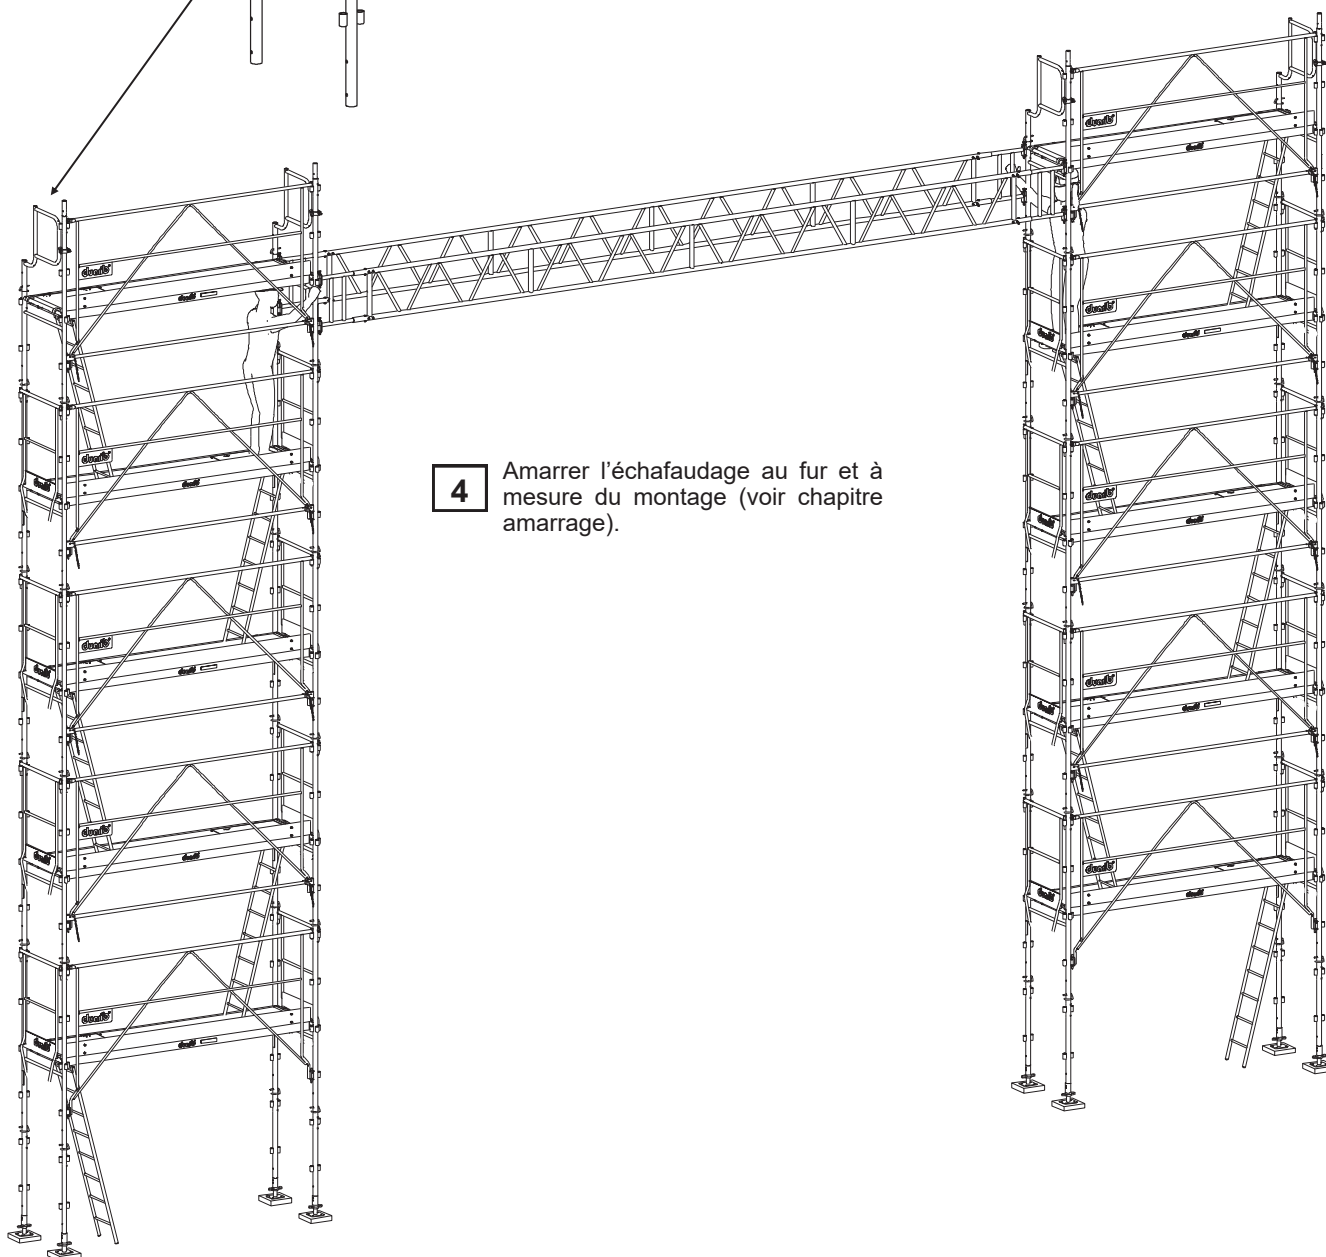 4
Amarrer l’échafaudage au fur et à
mesure du montage (voir chapitre
amarrage).